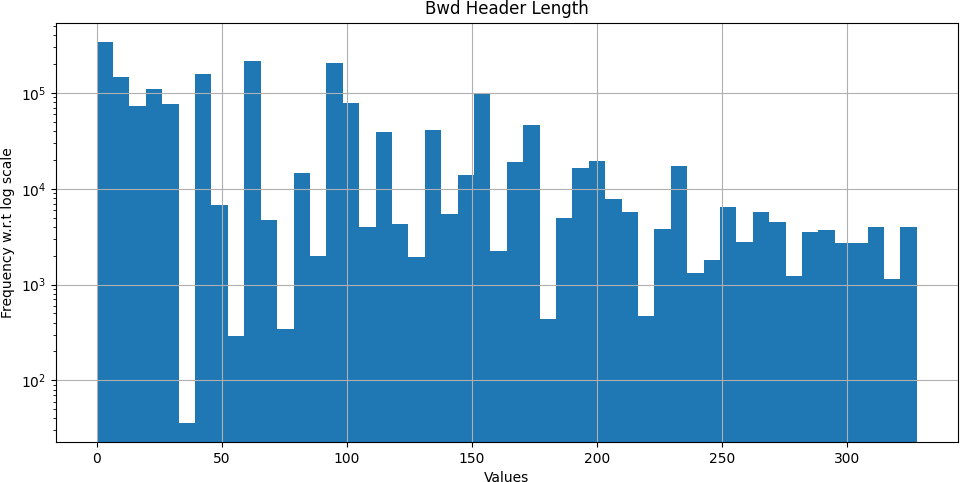 Bwd Header Length
Frequency w.r.t log scale
10^5
10^4
10^3
10^2
0 50 100 150 200 250 300
Values